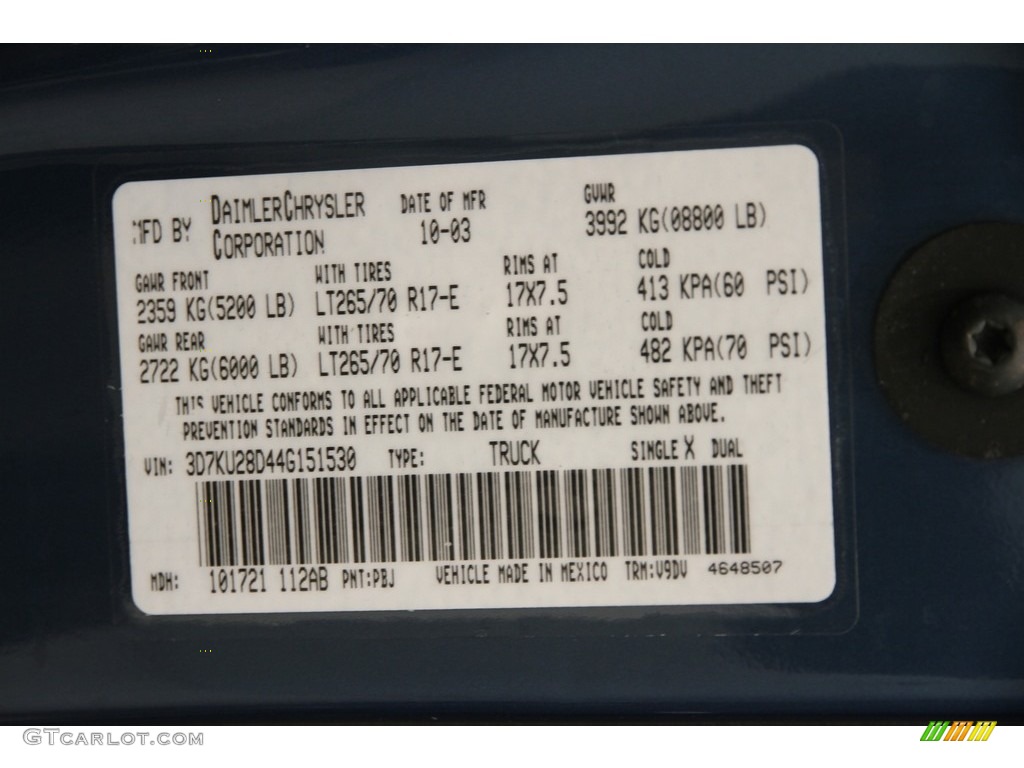 MFD BY DAIMLERCHRYSLER CORPORATION DATE OF MFR 10-03 GVWR 3992 KG(08800 LB)
GAWR FRONT WITH TIRES RIMS AT COLD
2359 KG(5200 LB) LT265/70 R17-E 17X7.5 413 KPA(60 PSI)
GAWR REAR WITH TIRES RIMS AT COLD
2722 KG(6000 LB) LT265/70 R17-E 17X7.5 482 KPA(70 PSI)
THIS VEHICLE CONFORMS TO ALL APPLICABLE FEDERAL MOTOR VEHICLE SAFETY AND THEFT
PREVENTION STANDARDS IN EFFECT ON THE DATE OF MANUFACTURE SHOWN ABOVE.
VIN: 3D7KU28D44G151530 TYPE: TRUCK SINGLE X DUAL
MDH: 101721 112AB PNT:PBJ VEHICLE MADE IN MEXICO TRM:V9DV 4648507
GTCARLOT.COM